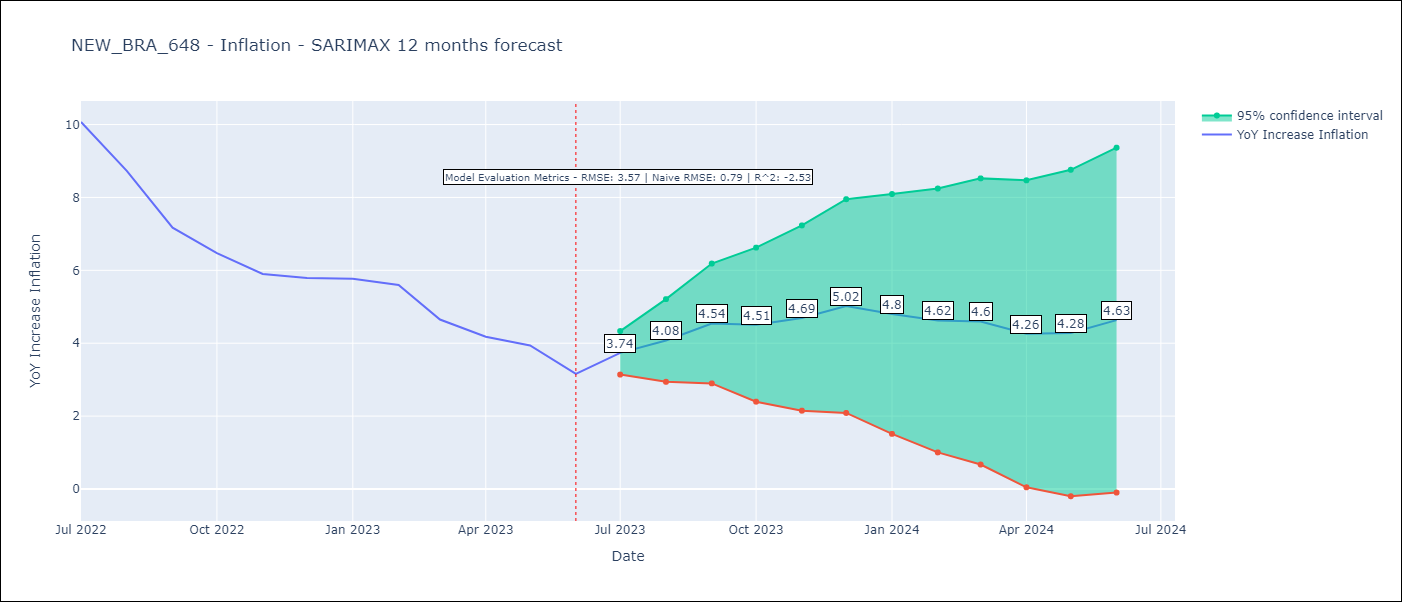 NEW_BRA_648 - Inflation - SARIMAX 12 months forecast
95% confidence interval
YoY Increase Inflation
Model Evaluation Metrics - RMSE: 3.57 | Naive RMSE: 0.79 | R^2: -2.53
YoY Increase Inflation
10
8
6
4
2
0
3.74
4.08
4.54
4.51
4.69
5.02
4.8
4.62
4.6
4.26
4.28
4.63
Jul 2022
Oct 2022
Jan 2023
Apr 2023
Jul 2023
Oct 2023
Jan 2024
Apr 2024
Jul 2024
Date